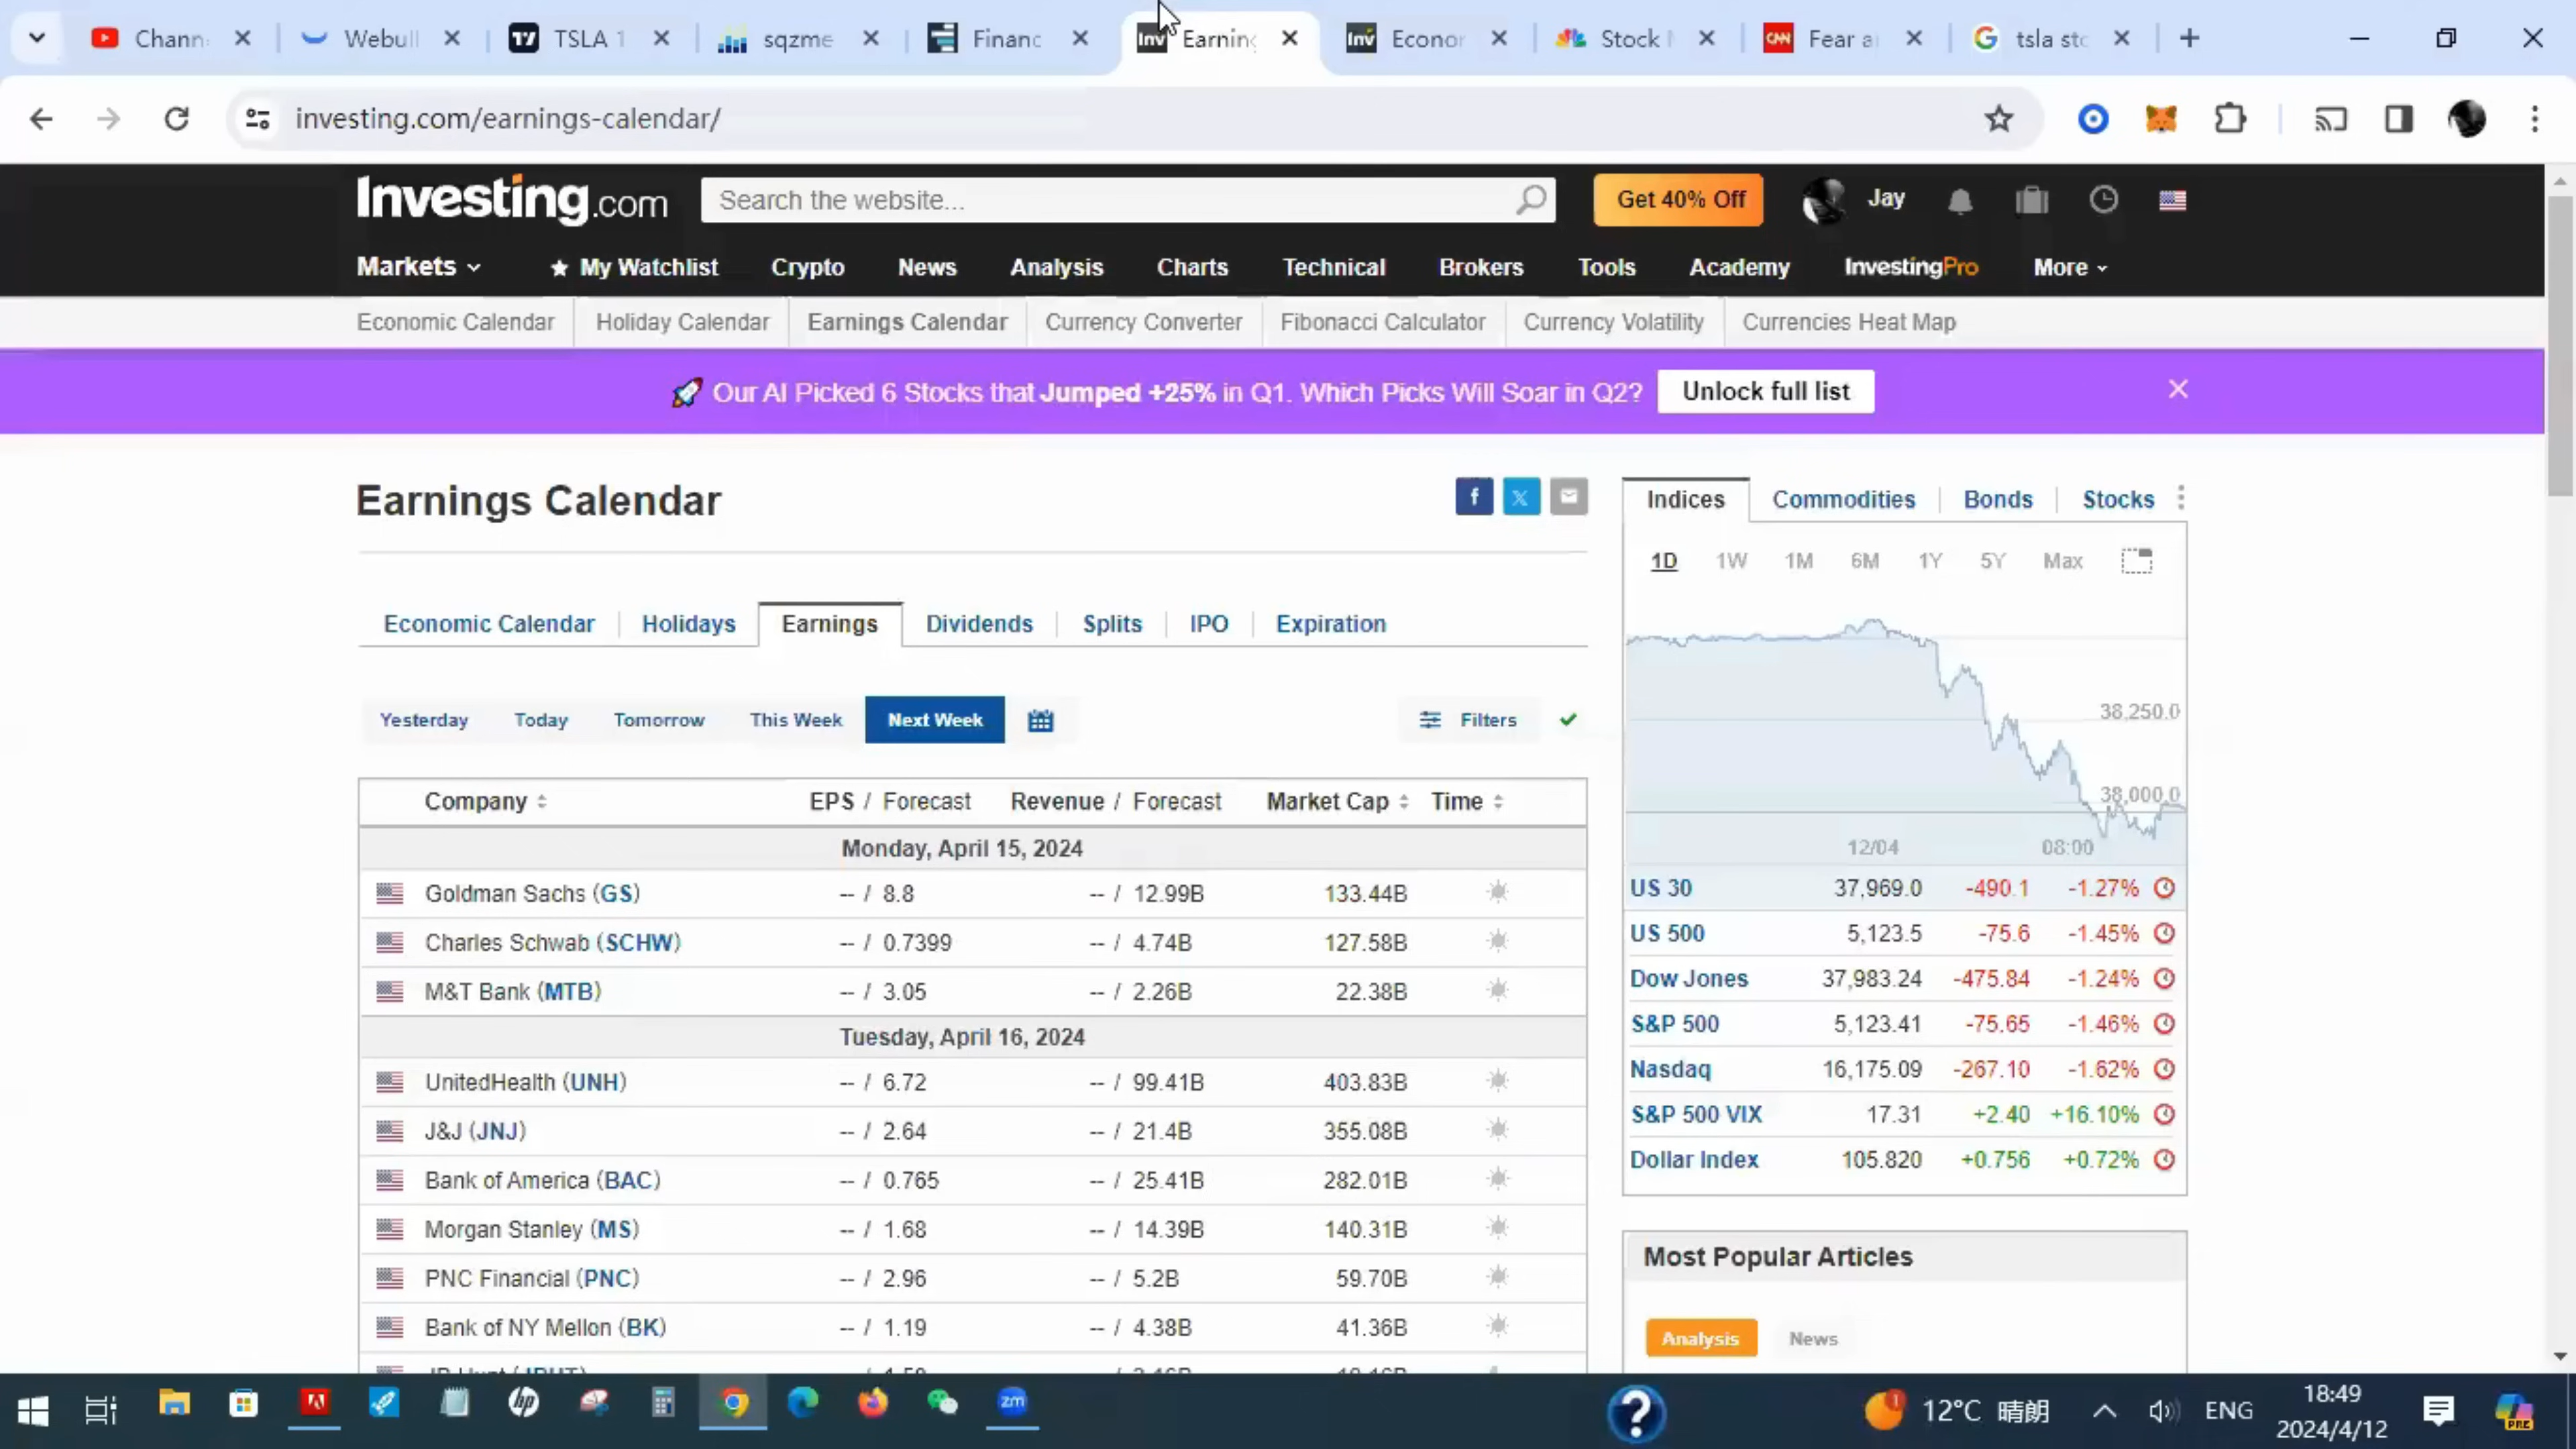 Chann
Webull
TSLA 1
sqzme
Financ
Earning
Econor
Stock
Fear a
tsla sto
investing.com/earnings-calendar/
Investing.com
Search the website...
Get 40% Off
Jay
Markets
My Watchlist
Crypto
News
Analysis
Charts
Technical
Brokers
Tools
Academy
InvestingPro
More
Economic Calendar
Holiday Calendar
Earnings Calendar
Currency Converter
Fibonacci Calculator
Currency Volatility
Currencies Heat Map
Our AI Picked 6 Stocks that Jumped +25% in Q1. Which Picks Will Soar in Q2?
Unlock full list
Earnings Calendar
Economic Calendar
Holidays
Earnings
Dividends
Splits
IPO
Expiration
Yesterday
Today
Tomorrow
This Week
Next Week
Filters
Company EPS / Forecast Revenue / Forecast Market Cap Time
Monday, April 15, 2024
Goldman Sachs (GS) -- / 8.8 -- / 12.99B 133.44B
Charles Schwab (SCHW) -- / 0.7399 -- / 4.74B 127.58B
M&T Bank (MTB) -- / 3.05 -- / 2.26B 22.38B
Tuesday, April 16, 2024
UnitedHealth (UNH) -- / 6.72 -- / 99.41B 403.83B
J&J (JNJ) -- / 2.64 -- / 21.4B 355.08B
Bank of America (BAC) -- / 0.765 -- / 25.41B 282.01B
Morgan Stanley (MS) -- / 1.68 -- / 14.39B 140.31B
PNC Financial (PNC) -- / 2.96 -- / 5.2B 59.70B
Bank of NY Mellon (BK) -- / 1.19 -- / 4.38B 41.36B
Indices
Commodities
Bonds
Stocks
1D 1W 1M 6M 1Y 5Y Max
38,250.0
38,000.0
12/04 08:00
US 30 37,969.0 -490.1 -1.27%
US 500 5,123.5 -75.6 -1.45%
Dow Jones 37,983.24 -475.84 -1.24%
S&P 500 5,123.41 -75.65 -1.46%
Nasdaq 16,175.09 -267.10 -1.62%
S&P 500 VIX 17.31 +2.40 +16.10%
Dollar Index 105.820 +0.756 +0.72%
Most Popular Articles
Analysis
News
12°C 晴朗
ENG
18:49
2024/4/12